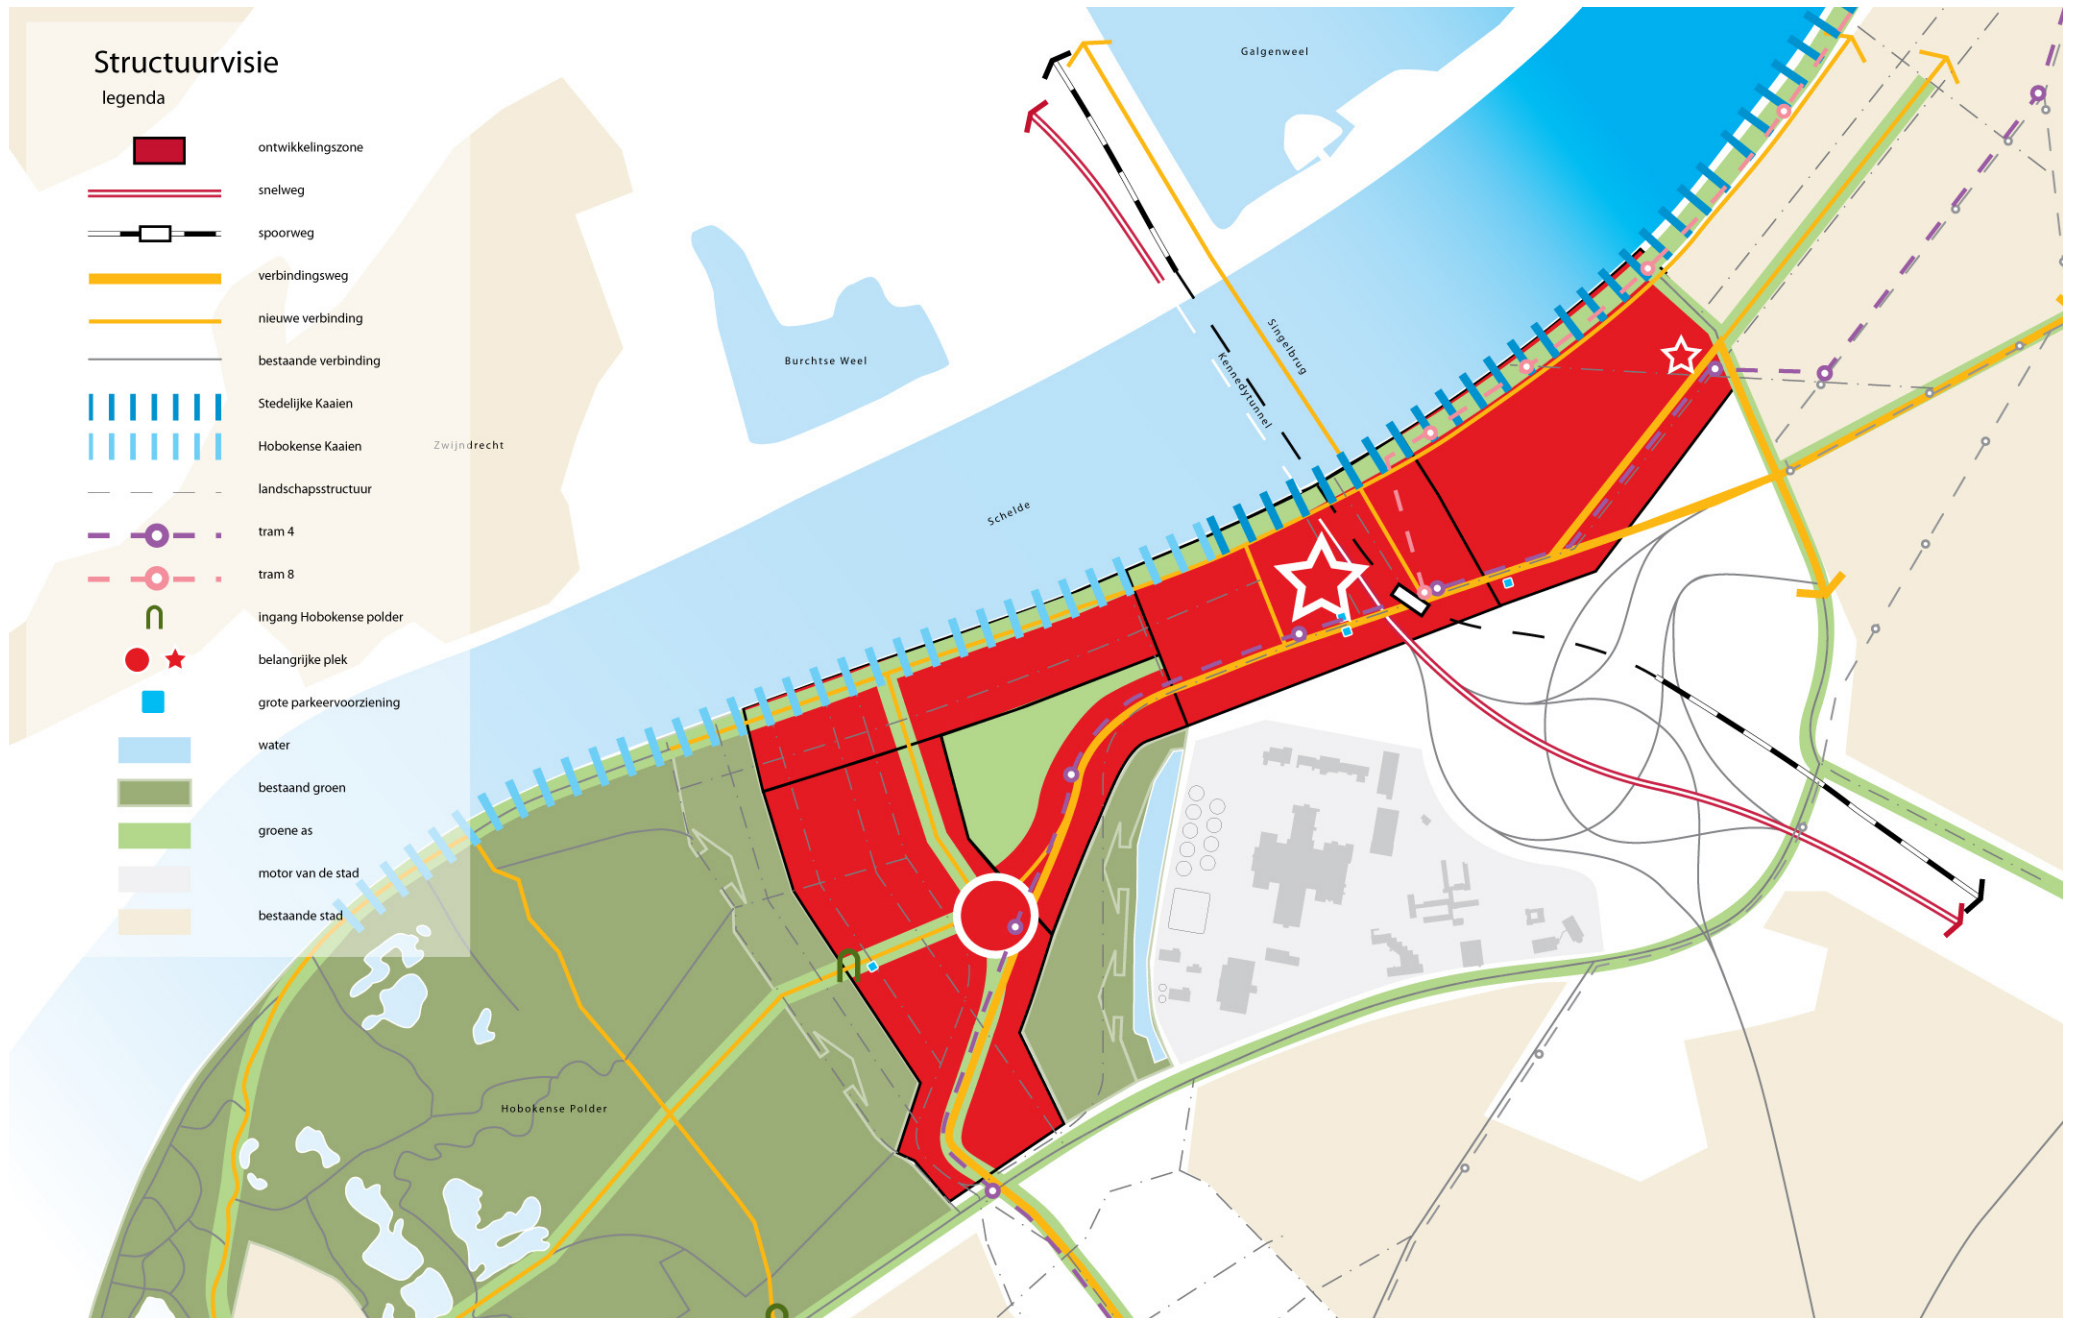 Structuurvisie
legenda
ontwikkelingszone
snelweg
spoorweg
verbindingsweg
nieuwe verbinding
bestaande verbinding
Stedelijke Kaaien
Hobokense Kaaien
landschapsstructuur
tram 4
tram 8
ingang Hobokense polder
belangrijke plek
grote parkeervoorziening
water
bestaand groen
groene as
motor van de stad
bestaande stad
Galgenweel
Singelbrug
Kennedytunnel
Burchtse Weel
Zwijndrecht
Schelde
Hobokense Polder